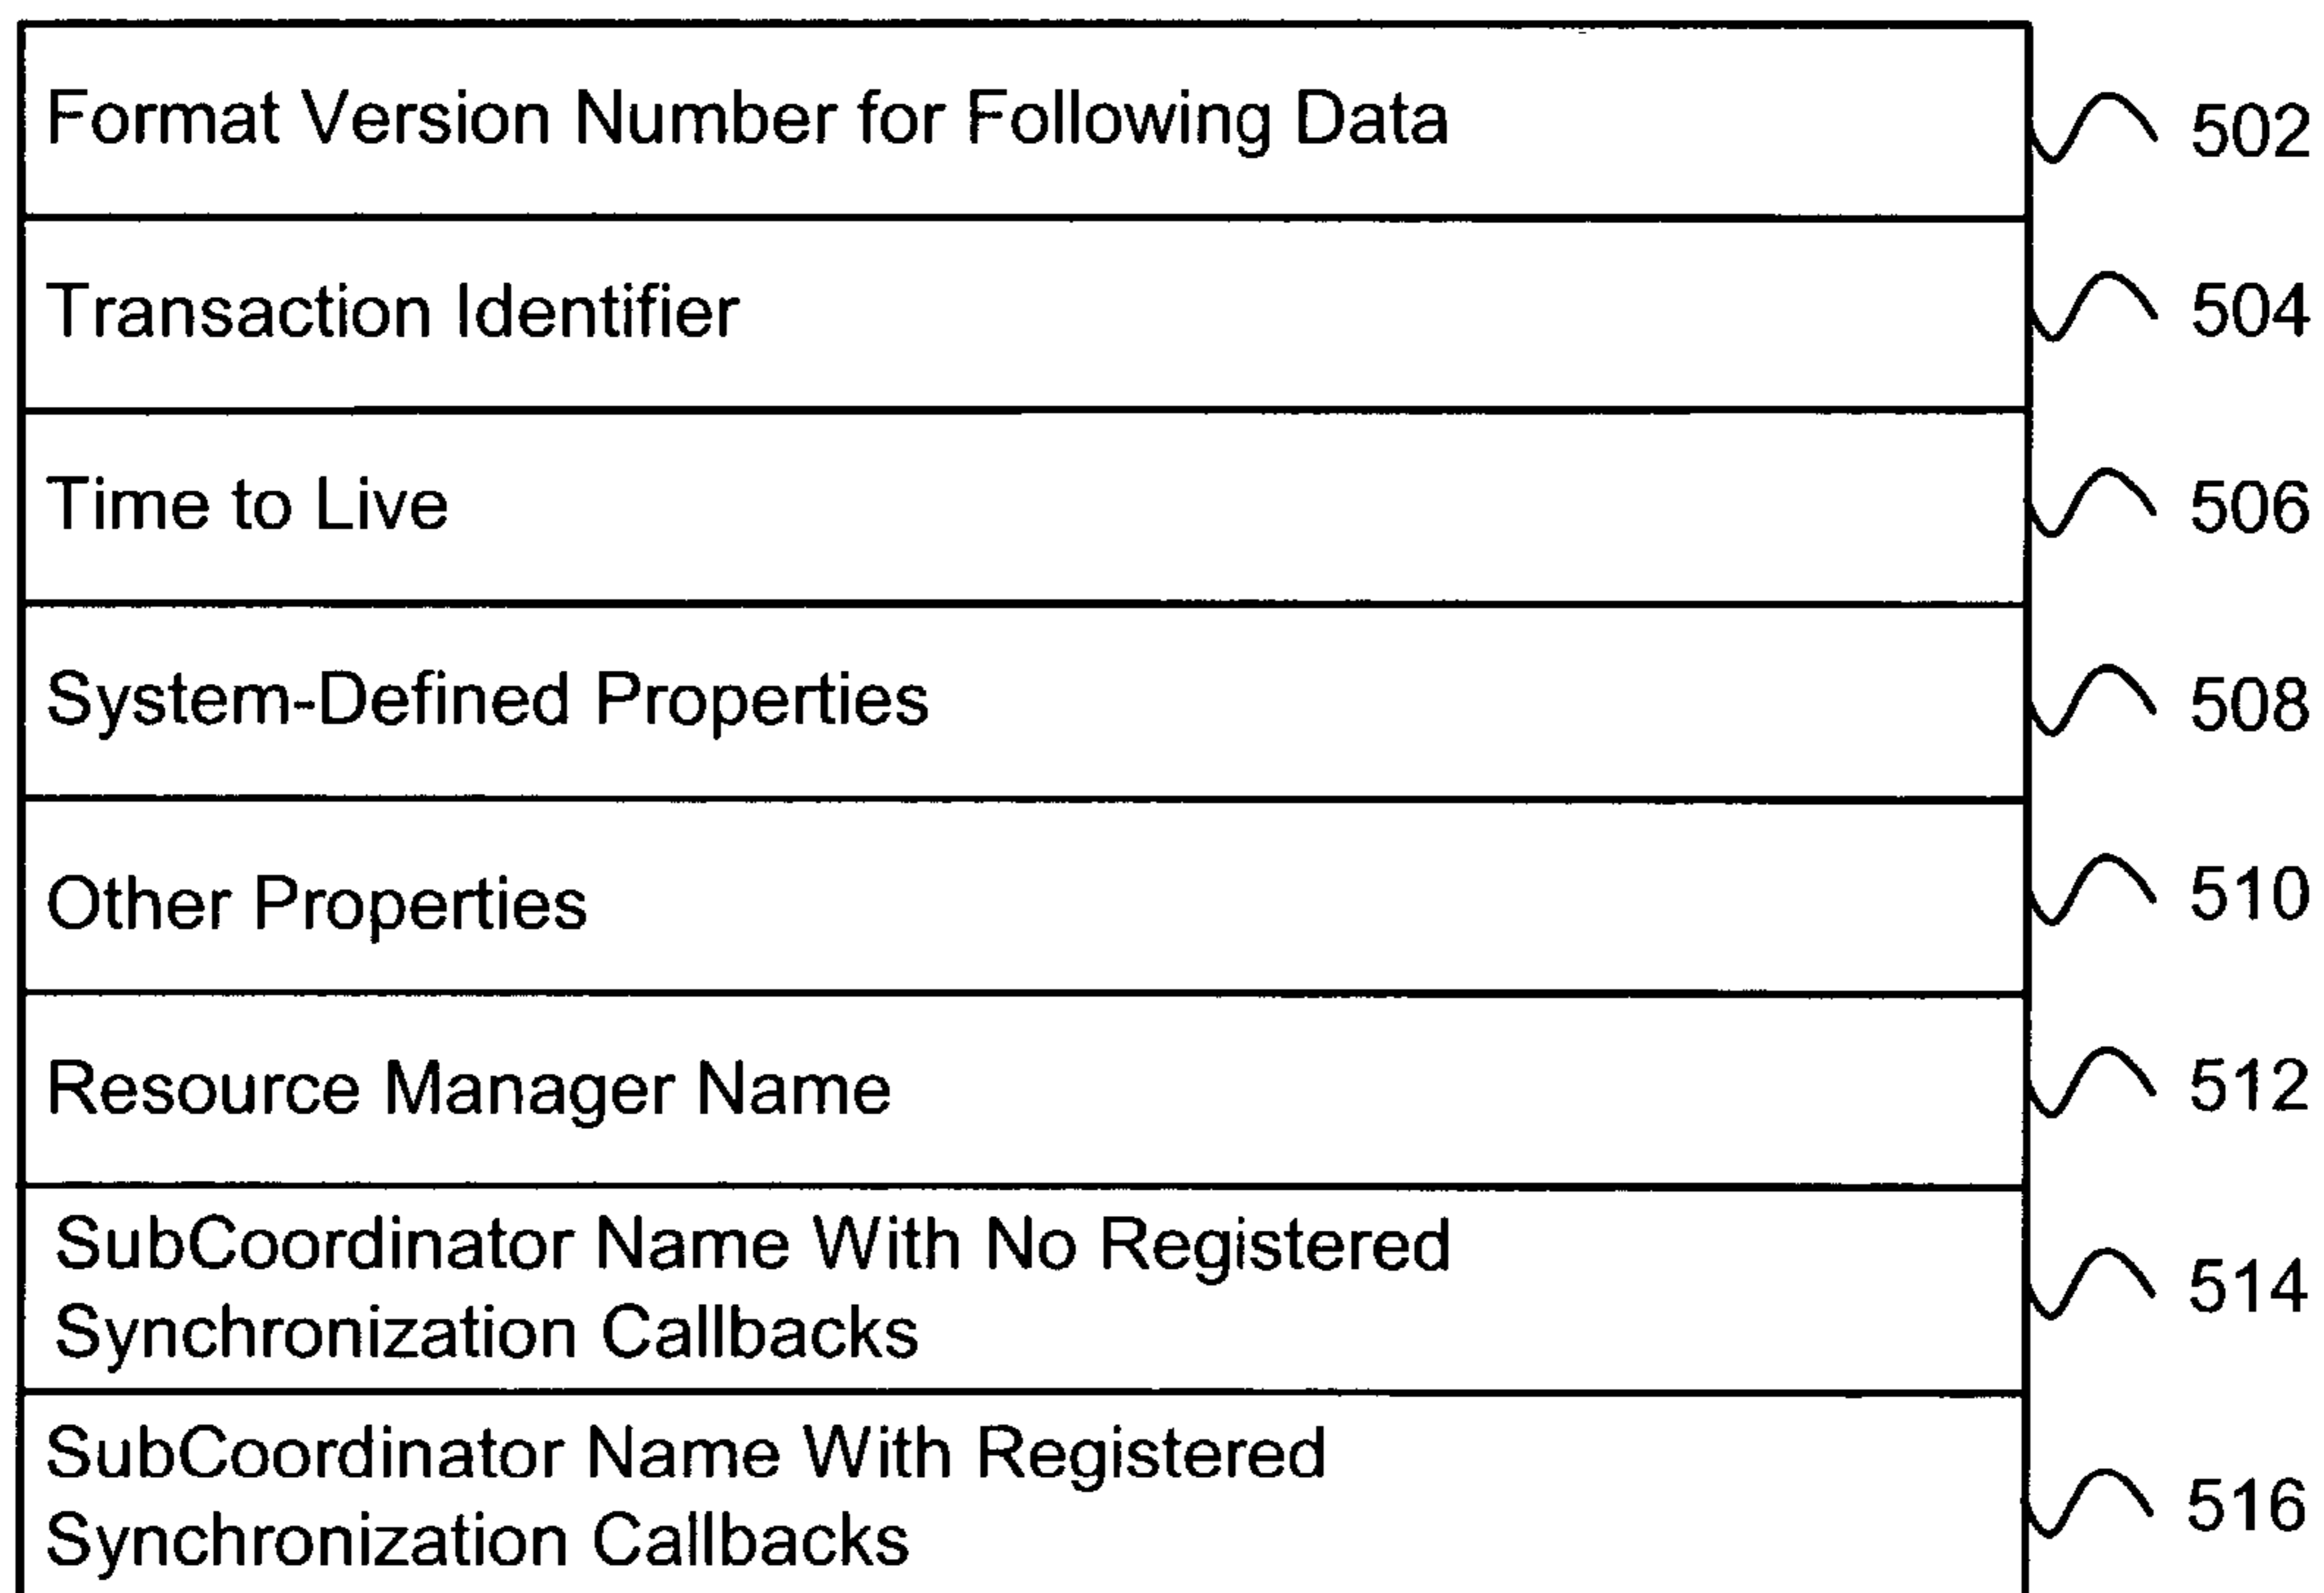 Format Version Number for Following Data 502
Transaction Identifier 504
Time to Live 506
System-Defined Properties 508
Other Properties 510
Resource Manager Name 512
SubCoordinator Name With No Registered
Synchronization Callbacks 514
SubCoordinator Name With Registered
Synchronization Callbacks 516